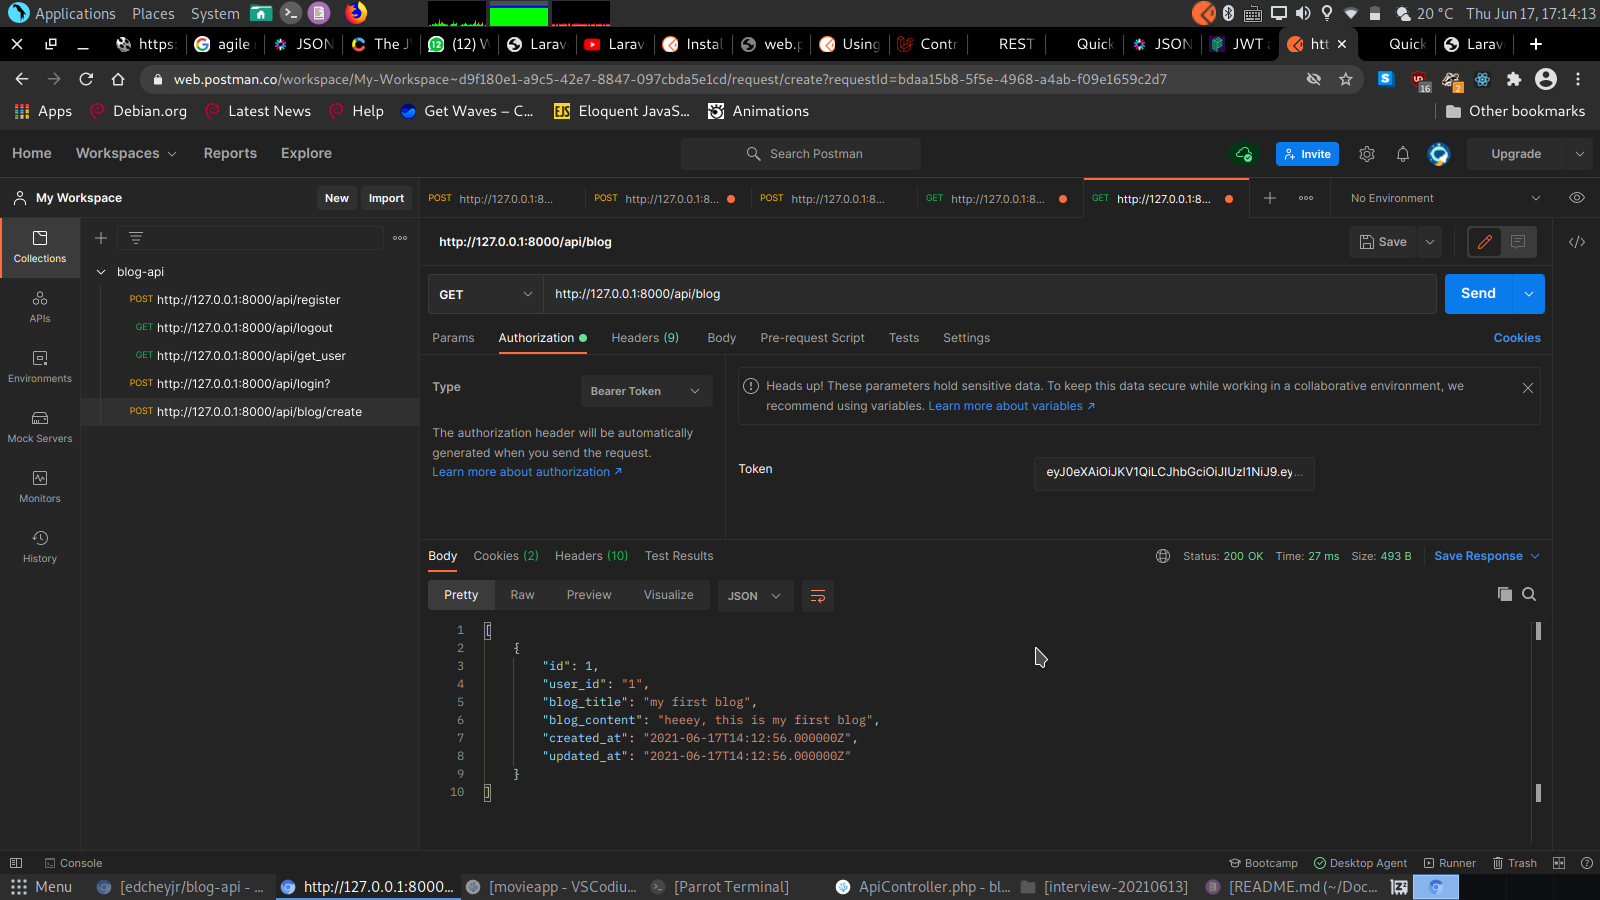 Applications Places System 20 °C Thu Jun 17, 17:14:13
https: agile JSON The J (12) W Larav Larav Instal web.p Using Contr REST Quick JSON JWT a htt Quick Larav
web.postman.co/workspace/My-Workspace~d9f180e1-a9c5-42e7-8847-097cbda5e1cd/request/create?requestId=bdaa15b8-5f5e-4968-a4ab-f09e1659c2d7 16 2
Apps Debian.org Latest News Help Get Waves – C... EJS Eloquent JavaS... Animations Other bookmarks
Home Workspaces Reports Explore Search Postman Invite Upgrade
My Workspace New Import POST http://127.0.0.1:8... POST http://127.0.0.1:8... POST http://127.0.0.1:8... GET http://127.0.0.1:8... GET http://127.0.0.1:8... No Environment
Collections
APIs
Environments
Mock Servers
Monitors
History
blog-api
POST http://127.0.0.1:8000/api/register
GET http://127.0.0.1:8000/api/logout
GET http://127.0.0.1:8000/api/get_user
POST http://127.0.0.1:8000/api/login?
POST http://127.0.0.1:8000/api/blog/create
http://127.0.0.1:8000/api/blog Save
GET http://127.0.0.1:8000/api/blog Send
Params Authorization Headers (9) Body Pre-request Script Tests Settings Cookies
Type Bearer Token
The authorization header will be automatically
generated when you send the request.
Learn more about authorization ↗
Heads up! These parameters hold sensitive data. To keep this data secure while working in a collaborative environment, we
recommend using variables. Learn more about variables ↗
Token eyJ0eXAiOiJKV1QiLCJhbGciOiJIUzI1NiJ9.ey...
Body Cookies (2) Headers (10) Test Results Status: 200 OK Time: 27 ms Size: 493 B Save Response
Pretty Raw Preview Visualize JSON
1 [
2 {
3 "id": 1,
4 "user_id": "1",
5 "blog_title": "my first blog",
6 "blog_content": "heeey, this is my first blog",
7 "created_at": "2021-06-17T14:12:56.000000Z",
8 "updated_at": "2021-06-17T14:12:56.000000Z"
9 }
10 ]
Console Bootcamp Desktop Agent Runner Trash
Menu [edcheyjr/blog-api - ... http://127.0.0.1:8000... [movieapp - VSCodiu... [Parrot Terminal] ApiController.php - bl... [interview-20210613] [README.md (~/Doc...